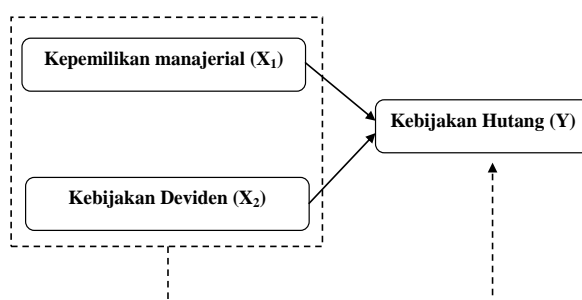 Kepemilikan manajerial (X₁)
Kebijakan Hutang (Y)
Kebijakan Deviden (X₂)